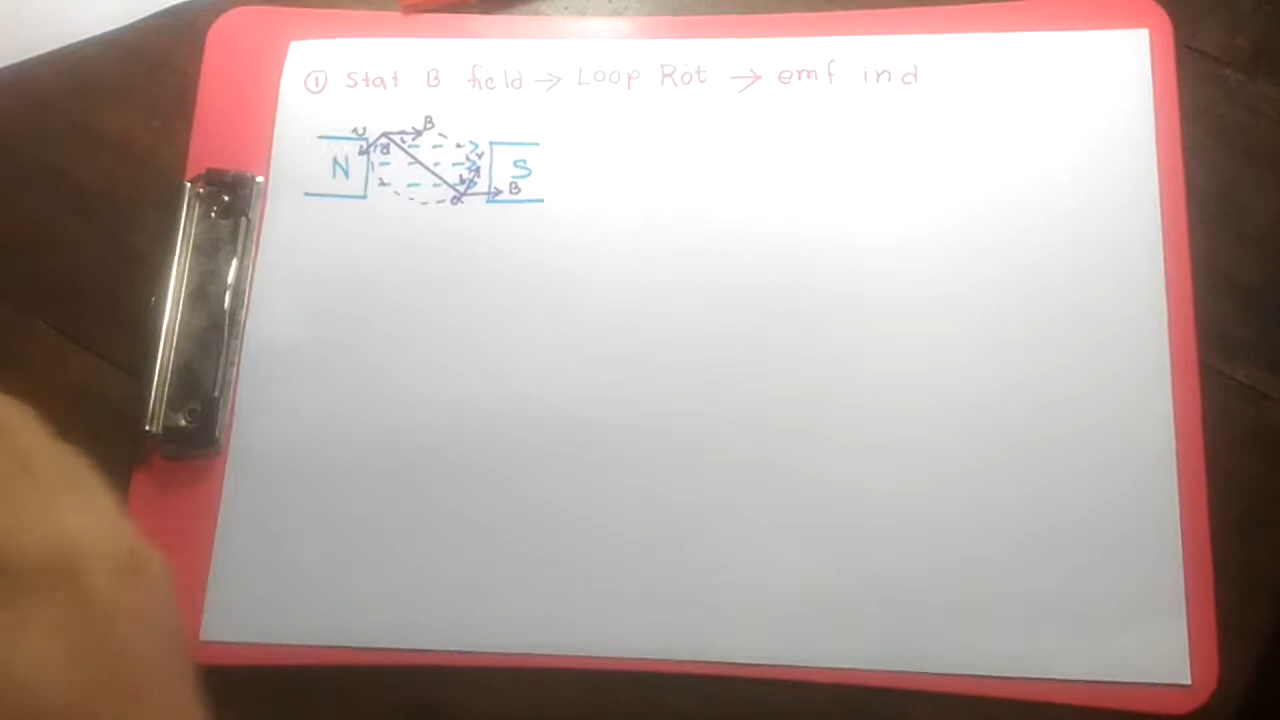 ① Stat B field → Loop Rot → emf ind
B
N
S
B